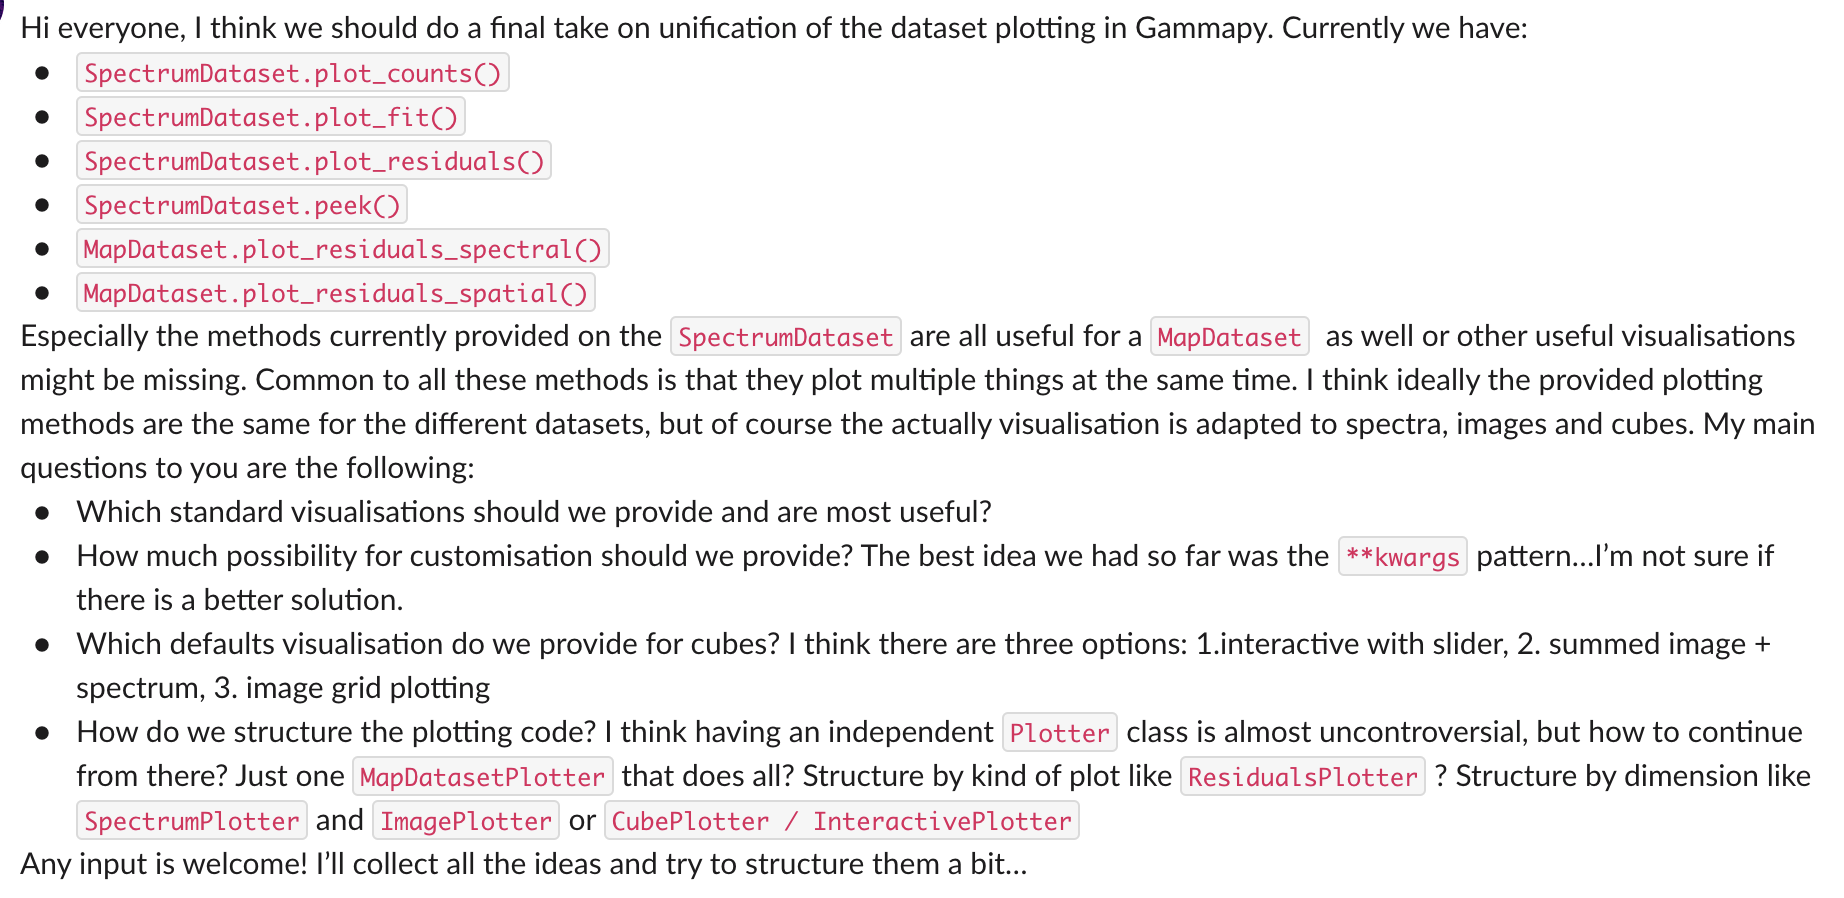 Hi everyone, I think we should do a final take on unification of the dataset plotting in Gammapy. Currently we have:
● SpectrumDataset.plot_counts()
● SpectrumDataset.plot_fit()
● SpectrumDataset.plot_residuals()
● SpectrumDataset.peek()
● MapDataset.plot_residuals_spectral()
● MapDataset.plot_residuals_spatial()
Especially the methods currently provided on the SpectrumDataset are all useful for a MapDataset as well or other useful visualisations
might be missing. Common to all these methods is that they plot multiple things at the same time. I think ideally the provided plotting
methods are the same for the different datasets, but of course the actually visualisation is adapted to spectra, images and cubes. My main
questions to you are the following:
● Which standard visualisations should we provide and are most useful?
● How much possibility for customisation should we provide? The best idea we had so far was the **kwargs pattern...I'm not sure if
there is a better solution.
● Which defaults visualisation do we provide for cubes? I think there are three options: 1.interactive with slider, 2. summed image +
spectrum, 3. image grid plotting
● How do we structure the plotting code? I think having an independent Plotter class is almost uncontroversial, but how to continue
from there? Just one MapDatasetPlotter that does all? Structure by kind of plot like ResidualsPlotter ? Structure by dimension like
SpectrumPlotter and ImagePlotter or CubePlotter / InteractivePlotter
Any input is welcome! I'll collect all the ideas and try to structure them a bit...